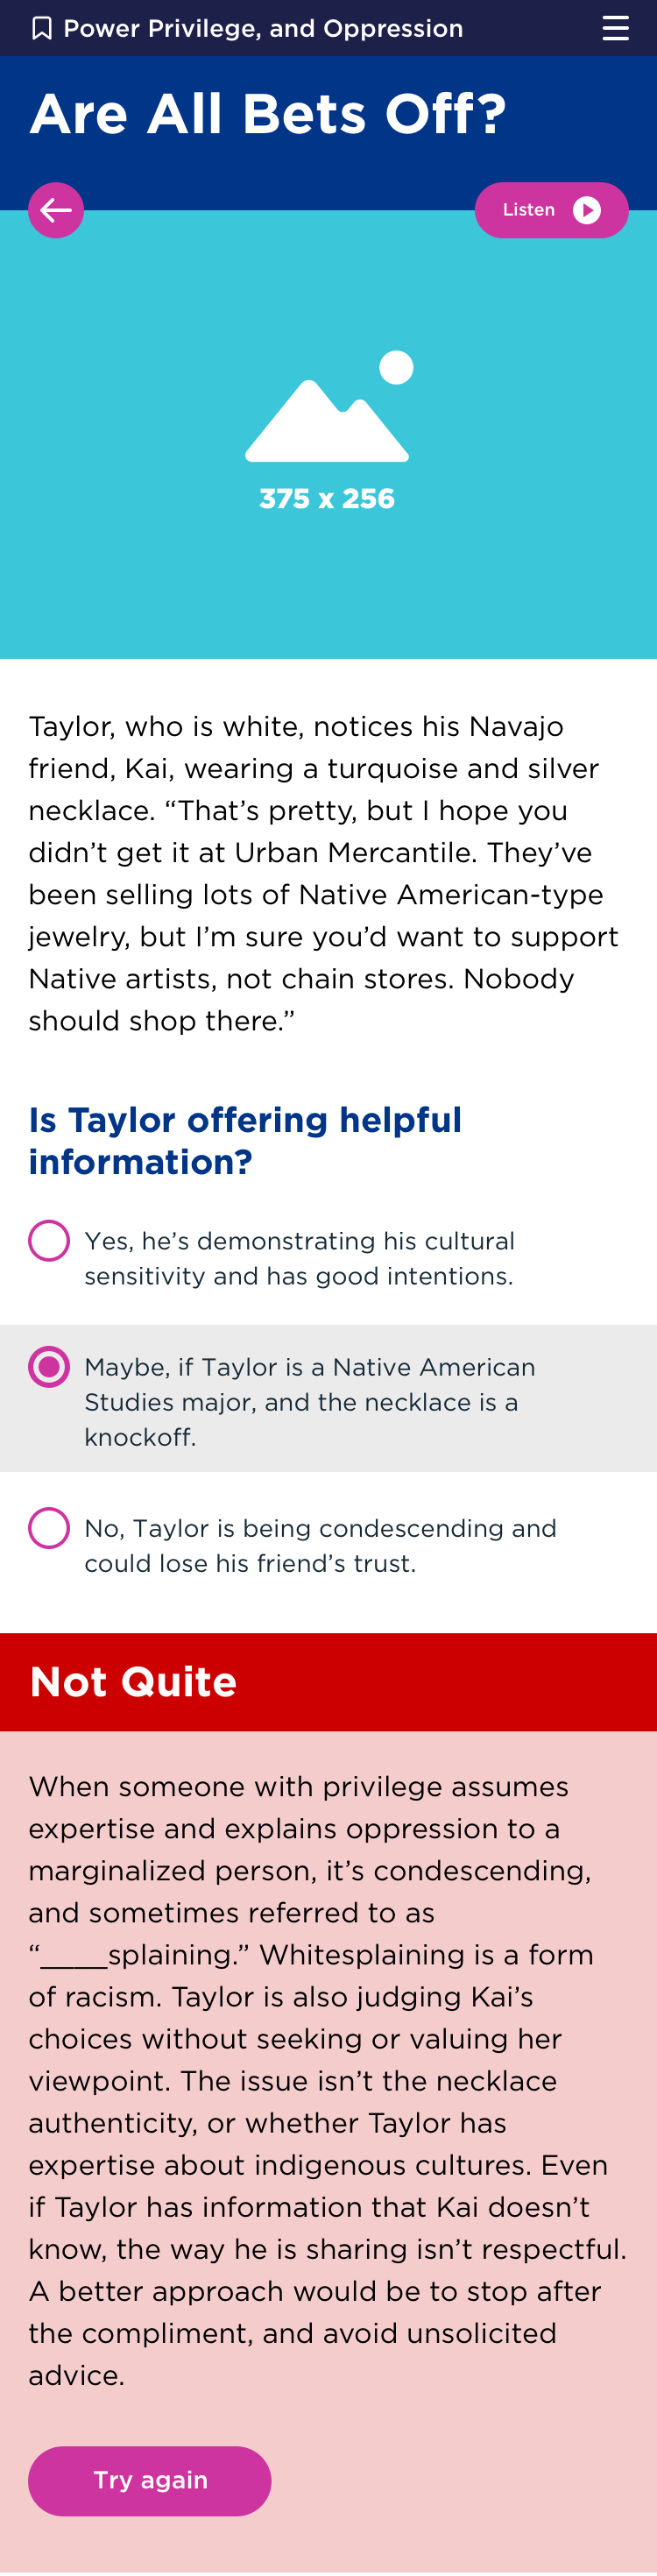 Power Privilege, and Oppression
Are All Bets Off?
Listen
375 x 256
Taylor, who is white, notices his Navajo
friend, Kai, wearing a turquoise and silver
necklace. “That’s pretty, but I hope you
didn’t get it at Urban Mercantile. They’ve
been selling lots of Native American-type
jewelry, but I’m sure you’d want to support
Native artists, not chain stores. Nobody
should shop there.”
Is Taylor offering helpful
information?
Yes, he’s demonstrating his cultural
sensitivity and has good intentions.
Maybe, if Taylor is a Native American
Studies major, and the necklace is a
knockoff.
No, Taylor is being condescending and
could lose his friend’s trust.
Not Quite
When someone with privilege assumes
expertise and explains oppression to a
marginalized person, it’s condescending,
and sometimes referred to as
“____splaining.” Whitesplaining is a form
of racism. Taylor is also judging Kai’s
choices without seeking or valuing her
viewpoint. The issue isn’t the necklace
authenticity, or whether Taylor has
expertise about indigenous cultures. Even
if Taylor has information that Kai doesn’t
know, the way he is sharing isn’t respectful.
A better approach would be to stop after
the compliment, and avoid unsolicited
advice.
Try again